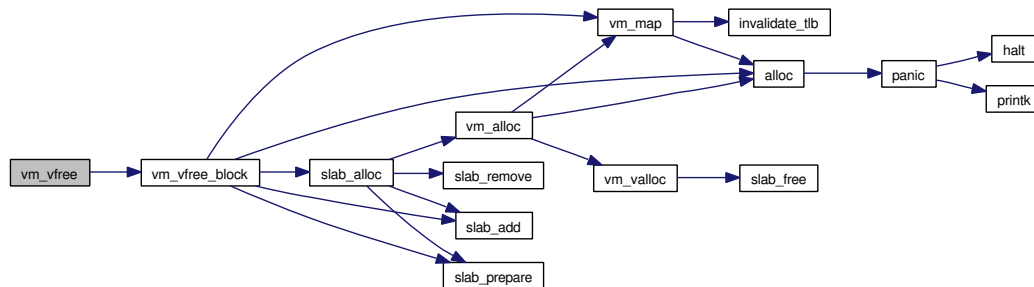 vm_map
invalidate_tlb
halt
alloc
panic
printk
vm_alloc
vm_vfree
vm_vfree_block
slab_alloc
slab_remove
vm_valloc
slab_free
slab_add
slab_prepare